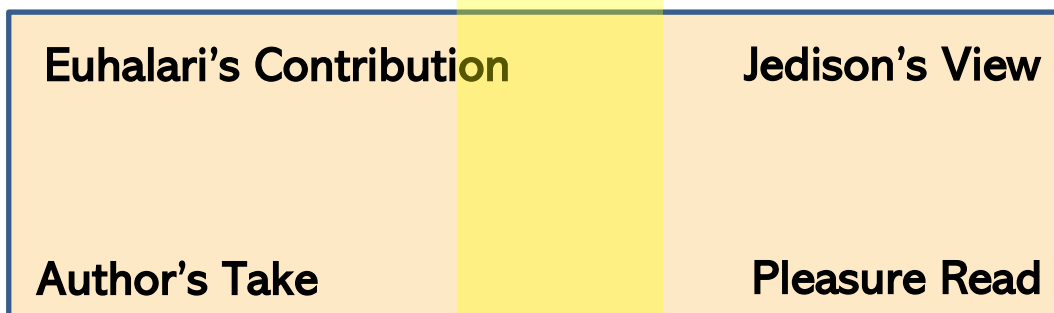 Euhalari’s Contribution
Jedison’s View
Author’s Take
Pleasure Read